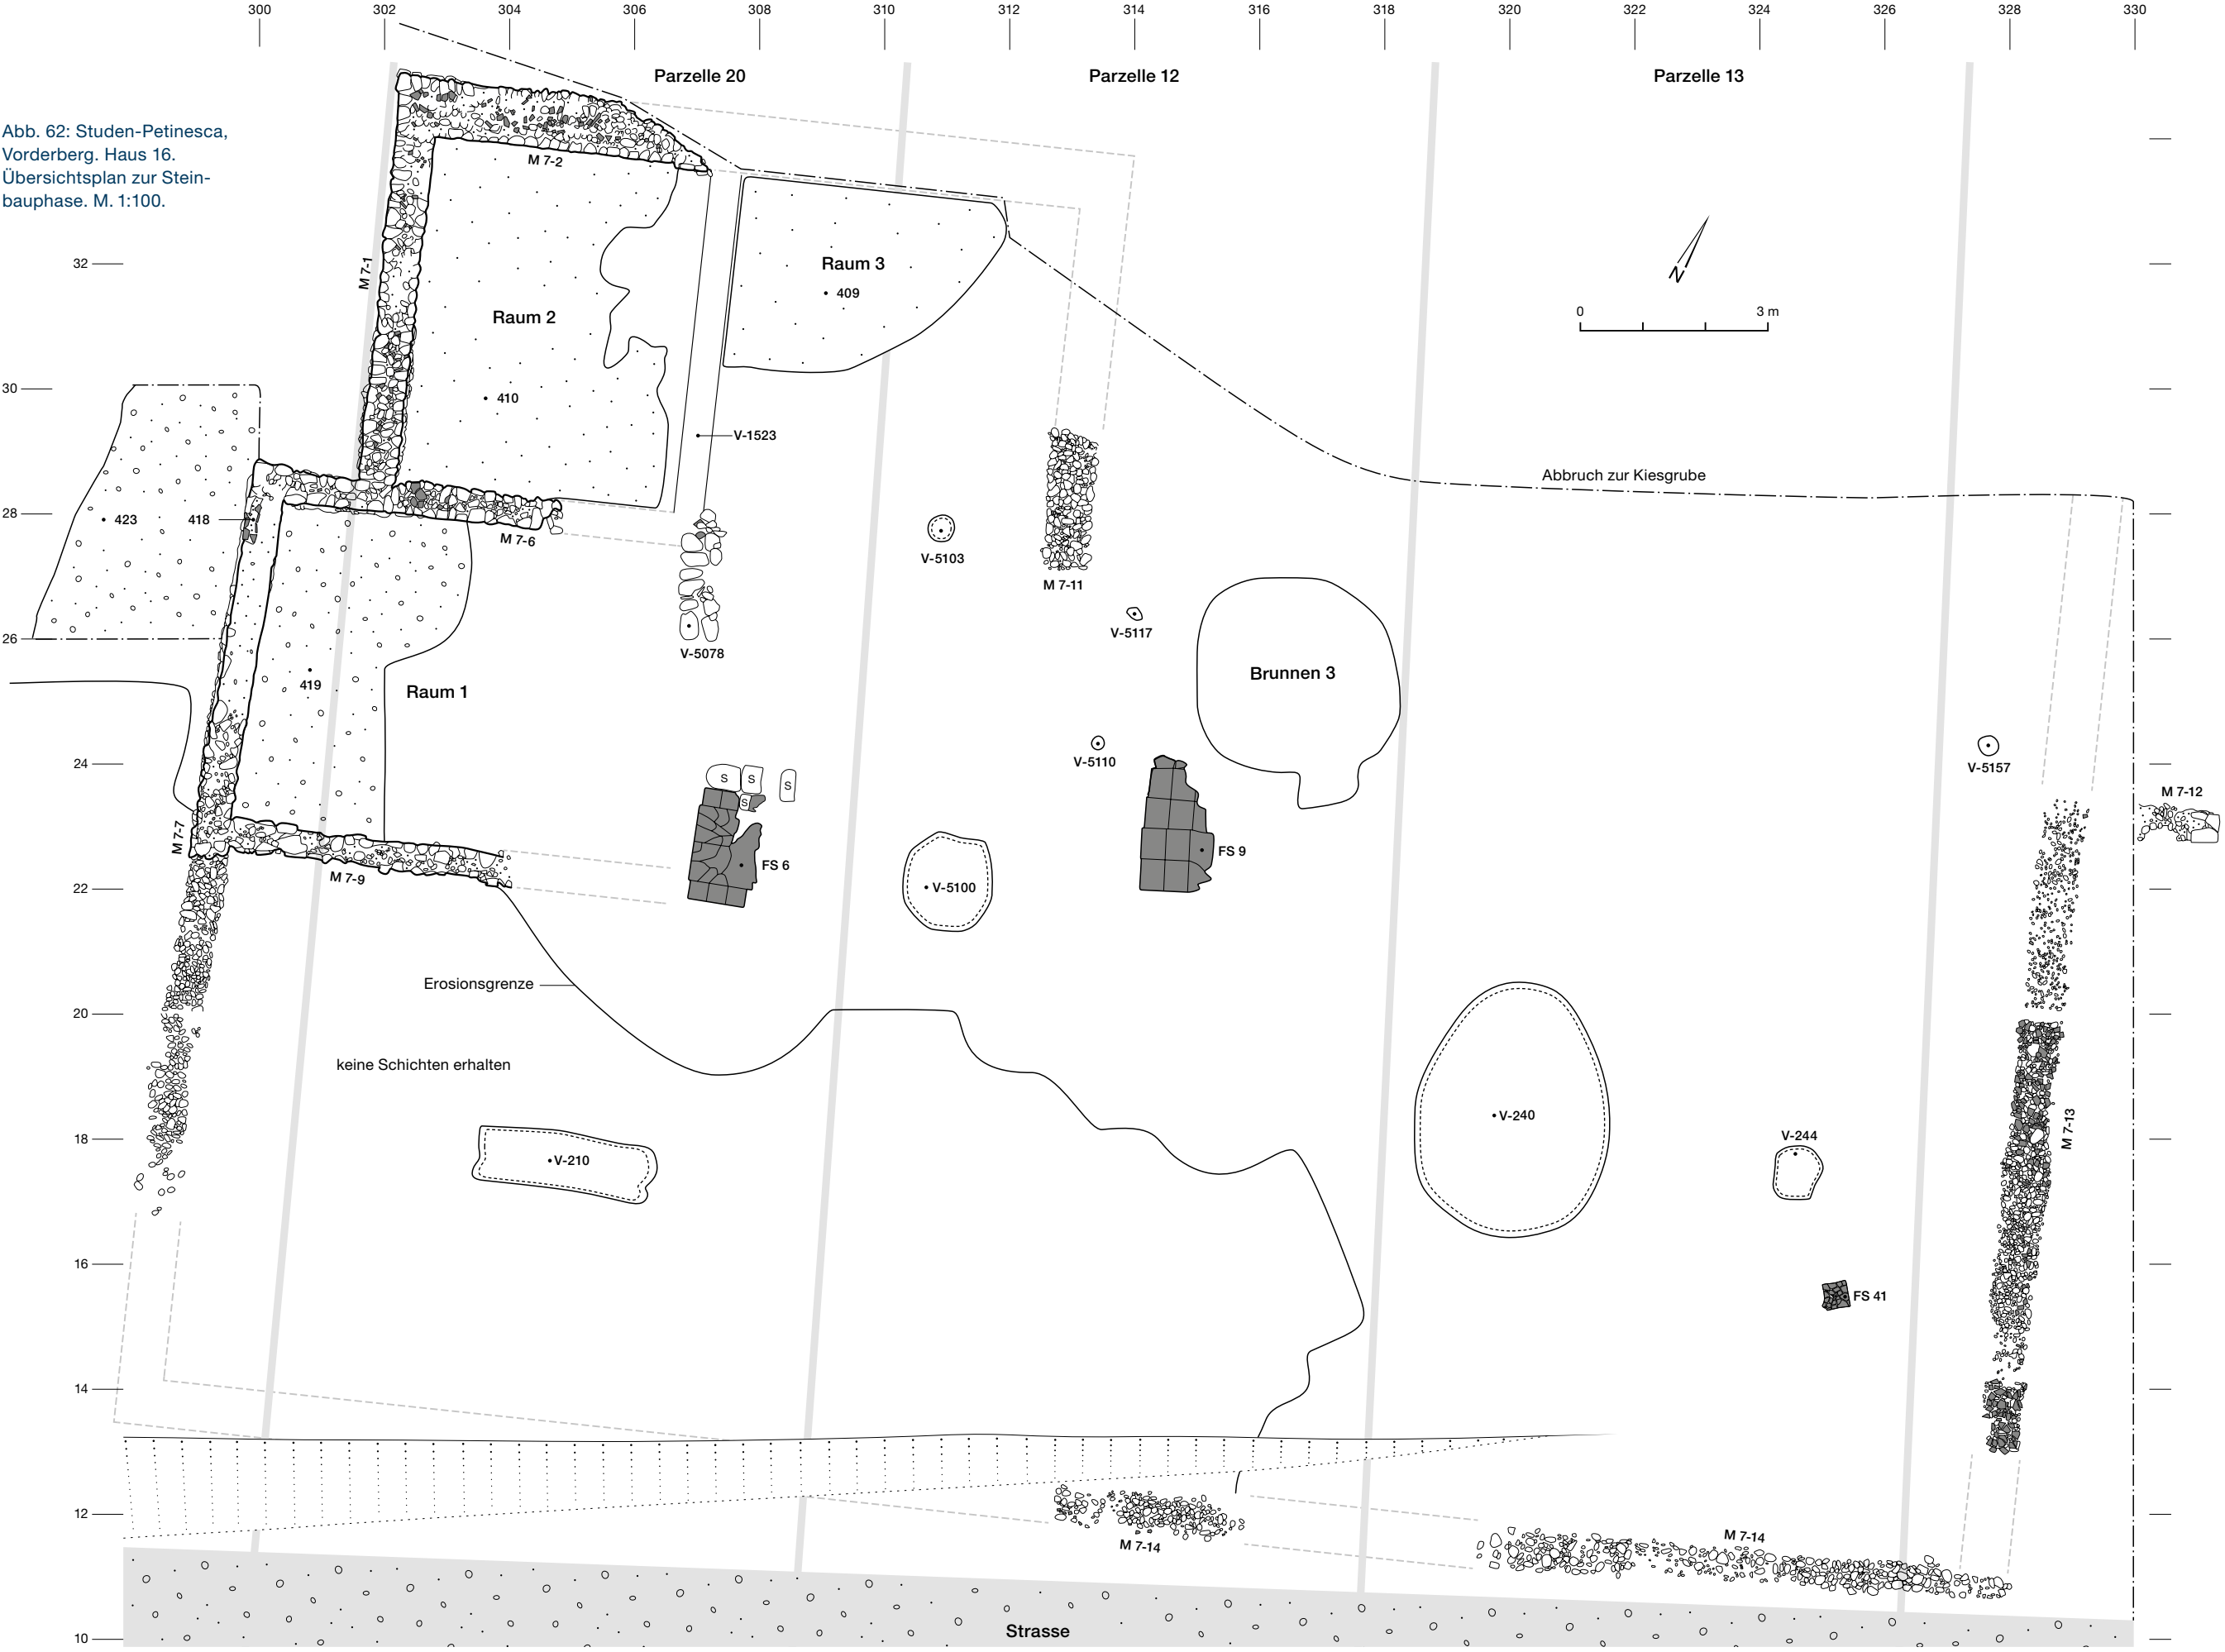 300 302 304 306 308 310 312 314 316 318 320 322 324 326 328 330
Parzelle 20 Parzelle 12 Parzelle 13
Abb. 62: Studen-Petinesca,
Vorderberg. Haus 16.
Übersichtsplan zur Stein-
bauphase. M. 1:100.
M 7-2
32
M 7-1
Raum 3
409
N
0 3 m
Raum 2
30
410
V-1523
Abbruch zur Kiesgrube
28
423 418
M 7-6
V-5103
M 7-11
26
V-5117
V-5078
419
Raum 1
Brunnen 3
24
V-5110
V-5157
S S S
S
M 7-12
M 7-7
FS 6
FS 9
M 7-9
22
V-5100
Erosionsgrenze
20
keine Schichten erhalten
V-240
M 7-13
18
V-244
V-210
16
FS 41
14
12
M 7-14
M 7-14
10
Strasse